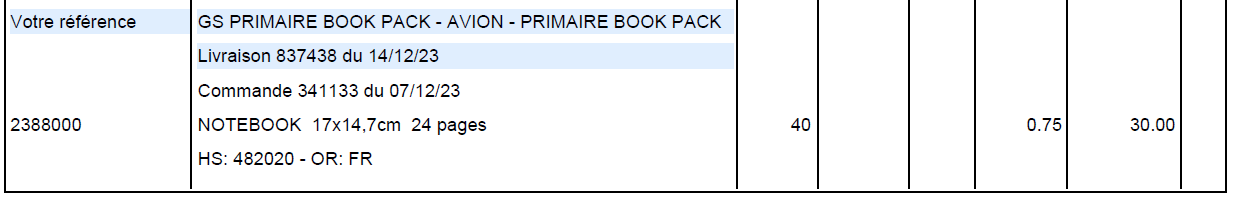 Votre référence GS PRIMAIRE BOOK PACK - AVION - PRIMAIRE BOOK PACK
Livraison 837438 du 14/12/23
Commande 341133 du 07/12/23
2388000 NOTEBOOK 17x14,7cm 24 pages 40 0.75 30.00
HS: 482020 - OR: FR